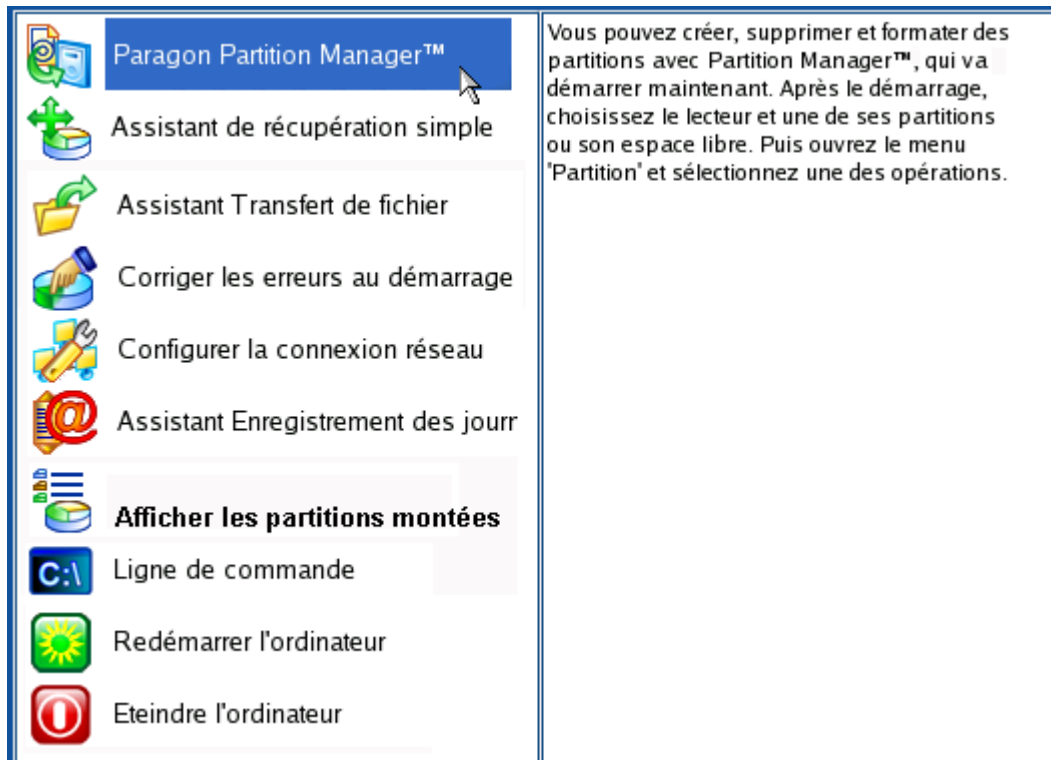 Paragon Partition Manager™
Assistant de récupération simple
Assistant Transfert de fichier
Corriger les erreurs au démarrage
Configurer la connexion réseau
@
Assistant Enregistrement des jourr
Afficher les partitions montées
C:\
Ligne de commande
Redémarrer l'ordinateur
Eteindre l'ordinateur
Vous pouvez créer, supprimer et formater des
partitions avec Partition Manager™, qui va
démarrer maintenant. Après le démarrage,
choisissez le lecteur et une de ses partitions
ou son espace libre. Puis ouvrez le menu
'Partition' et sélectionnez une des opérations.